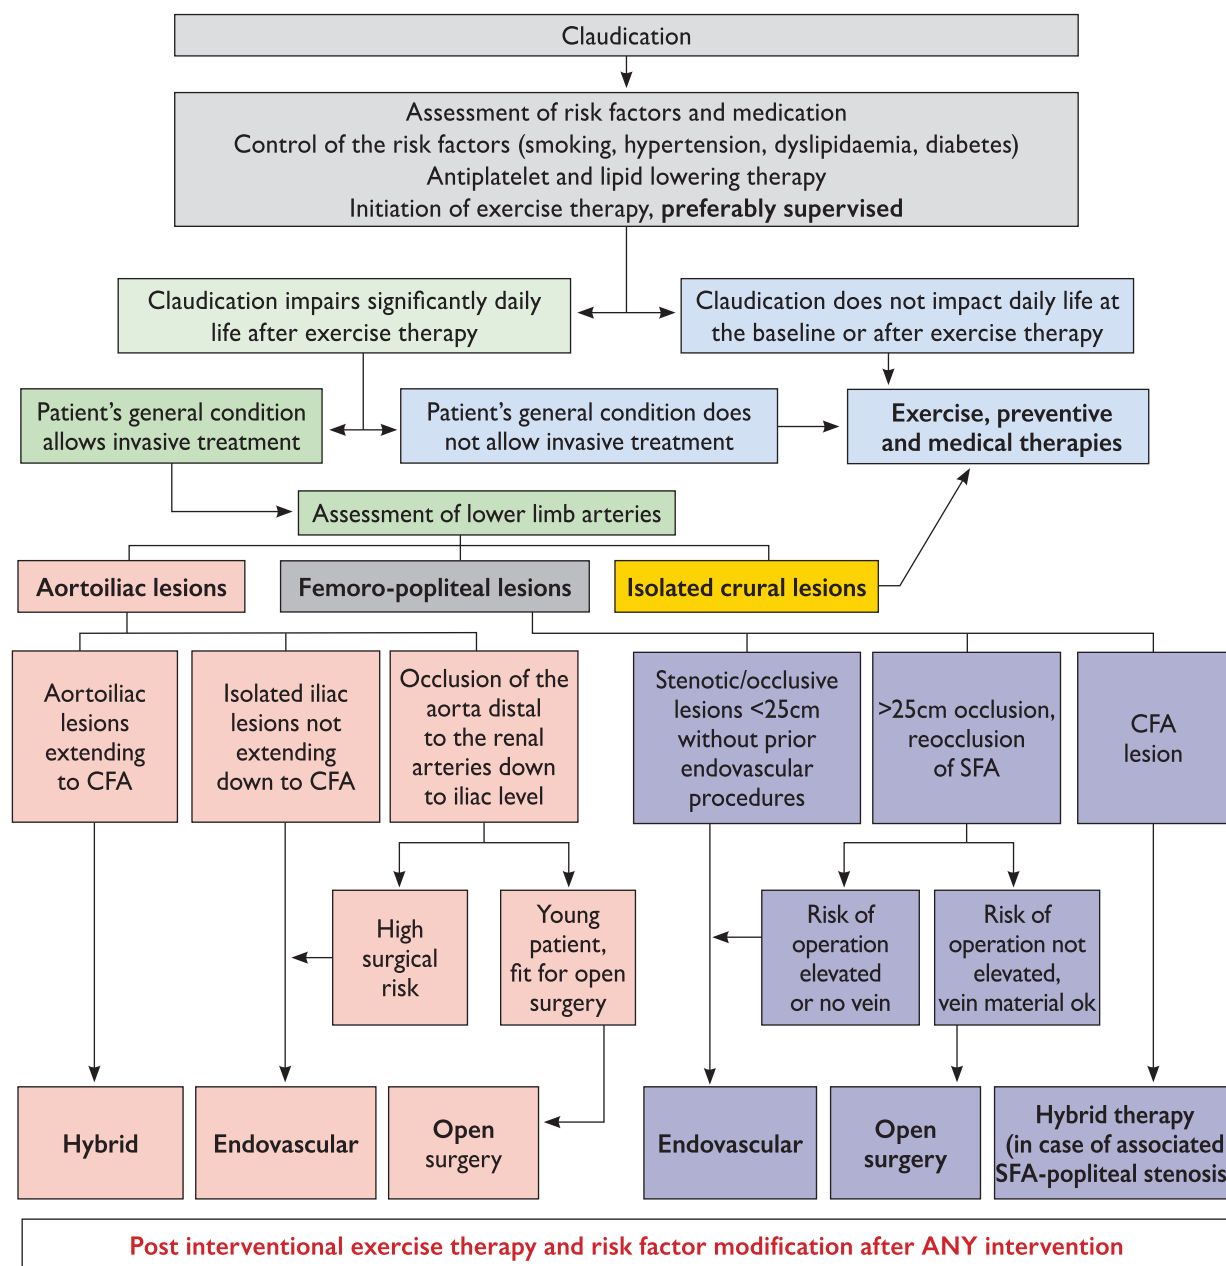 Claudication
Assessment of risk factors and medication
Control of the risk factors (smoking, hypertension, dyslipidaemia, diabetes)
Antiplatelet and lipid lowering therapy
Initiation of exercise therapy, preferably supervised
Claudication impairs significantly daily
life after exercise therapy
Claudication does not impact daily life at
the baseline or after exercise therapy
Patient's general condition
allows invasive treatment
Patient's general condition does
not allow invasive treatment
Exercise, preventive
and medical therapies
Assessment of lower limb arteries
Aortoiliac lesions
Femoro-popliteal lesions
Isolated crural lesions
Aortoiliac
lesions
extending
to CFA
Isolated iliac
lesions not
extending
down to CFA
Occlusion of the
aorta distal
to the renal
arteries down
to iliac level
Stenotic/occlusive
lesions <25cm
without prior
endovascular
procedures
>25cm occlusion,
reocclusion
of SFA
CFA
lesion
High
surgical
risk
Young
patient,
fit for open
surgery
Risk of
operation
elevated
or no vein
Risk of
operation not
elevated,
vein material ok
Hybrid
Endovascular
Open
surgery
Endovascular
Open
surgery
Hybrid therapy
(in case of associated
SFA-popliteal stenosis
Post interventional exercise therapy and risk factor modification after ANY intervention